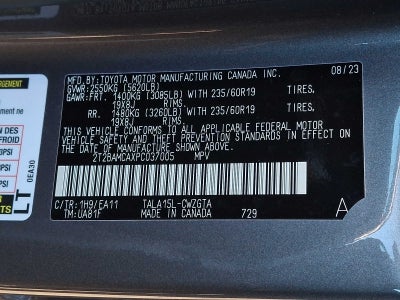 MFD.BY:TOYOTA MOTOR MANUFACTURING CANADA INC. 08/23
GVWR:2550KG (5620LB)
GAWR:FRT. 1400KG (3085LB) WITH 235/60R19 TIRES,
19X8J RIMS,
RR. 1480KG (3260LB) WITH 235/60R19 TIRES,
19X8J RIMS,
THIS VEHICLE CONFORMS TO ALL APPLICABLE FEDERAL MOTOR
VEHICLE SAFETY AND THEFT PREVENTION STANDARDS IN EFFECT ON
THE DATE OF MANUFACTURE SHOWN ABOVE.
2T2BAMCAXPC037005 MPV
C/TR:1H9/EA11 TALA15L-CWZGTA A
TM:UA81F MADE IN CANADA 729
0EA30
LT